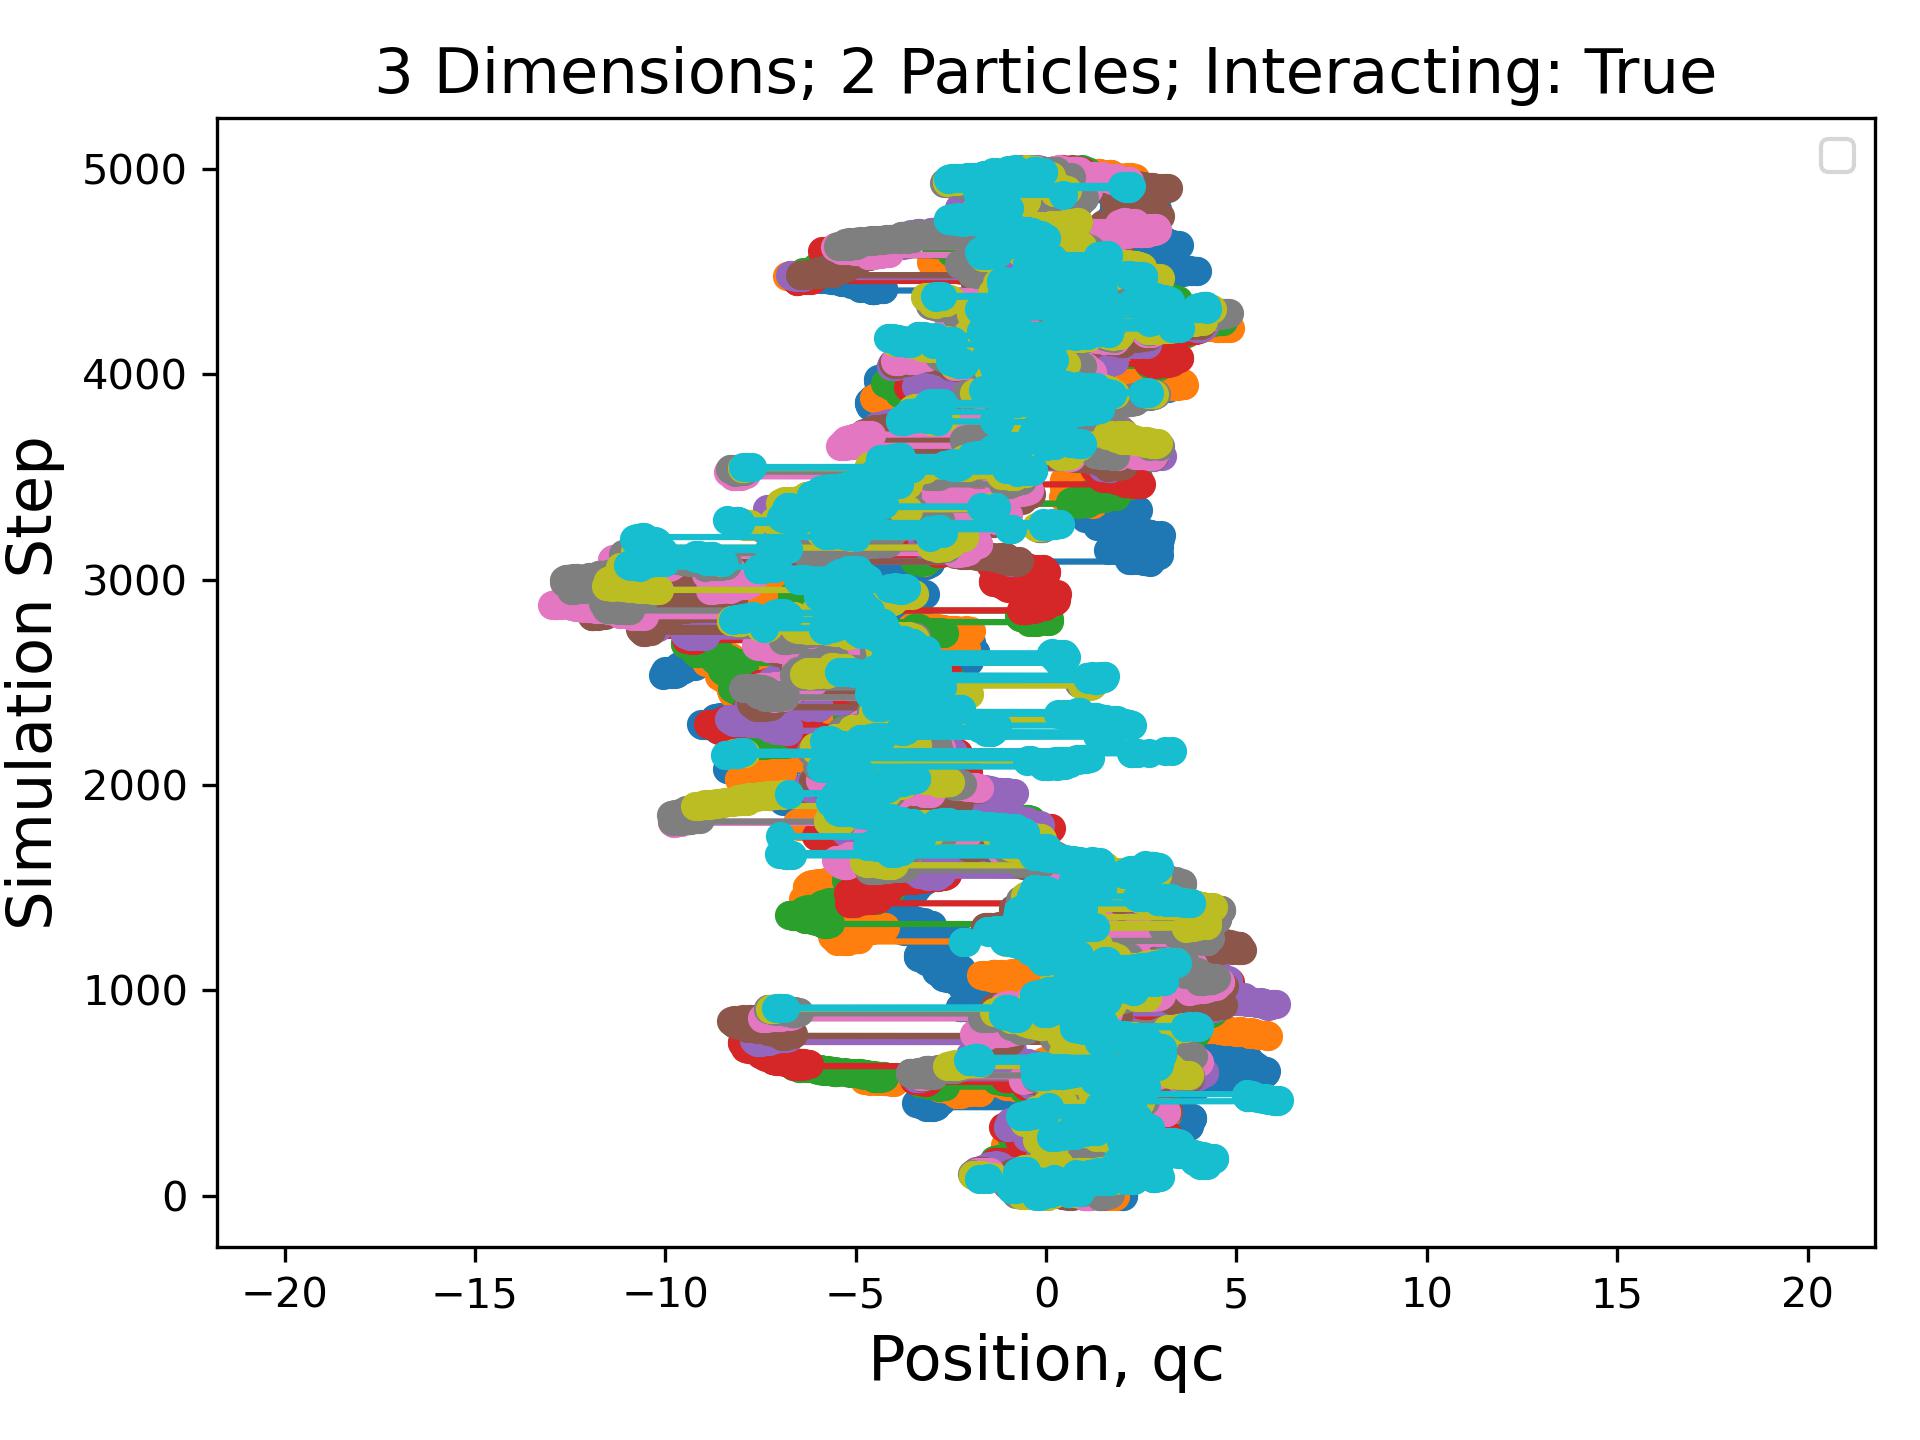 3 Dimensions; 2 Particles; Interacting: True
Simulation Step
5000
4000
3000
2000
1000
0
−20 −15 −10 −5 0 5 10 15 20
Position, qc